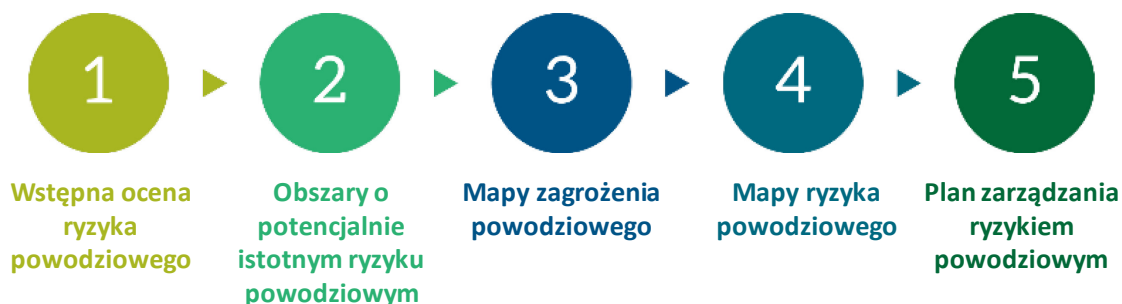 1
2
3
4
5
Wstępna ocena
ryzyka
powodziowego
Obszary o
potencjalnie
istotnym ryzyku
powodziowym
Mapy zagrożenia
powodziowego
Mapy ryzyka
powodziowego
Plan zarządzania
ryzykiem
powodziowym